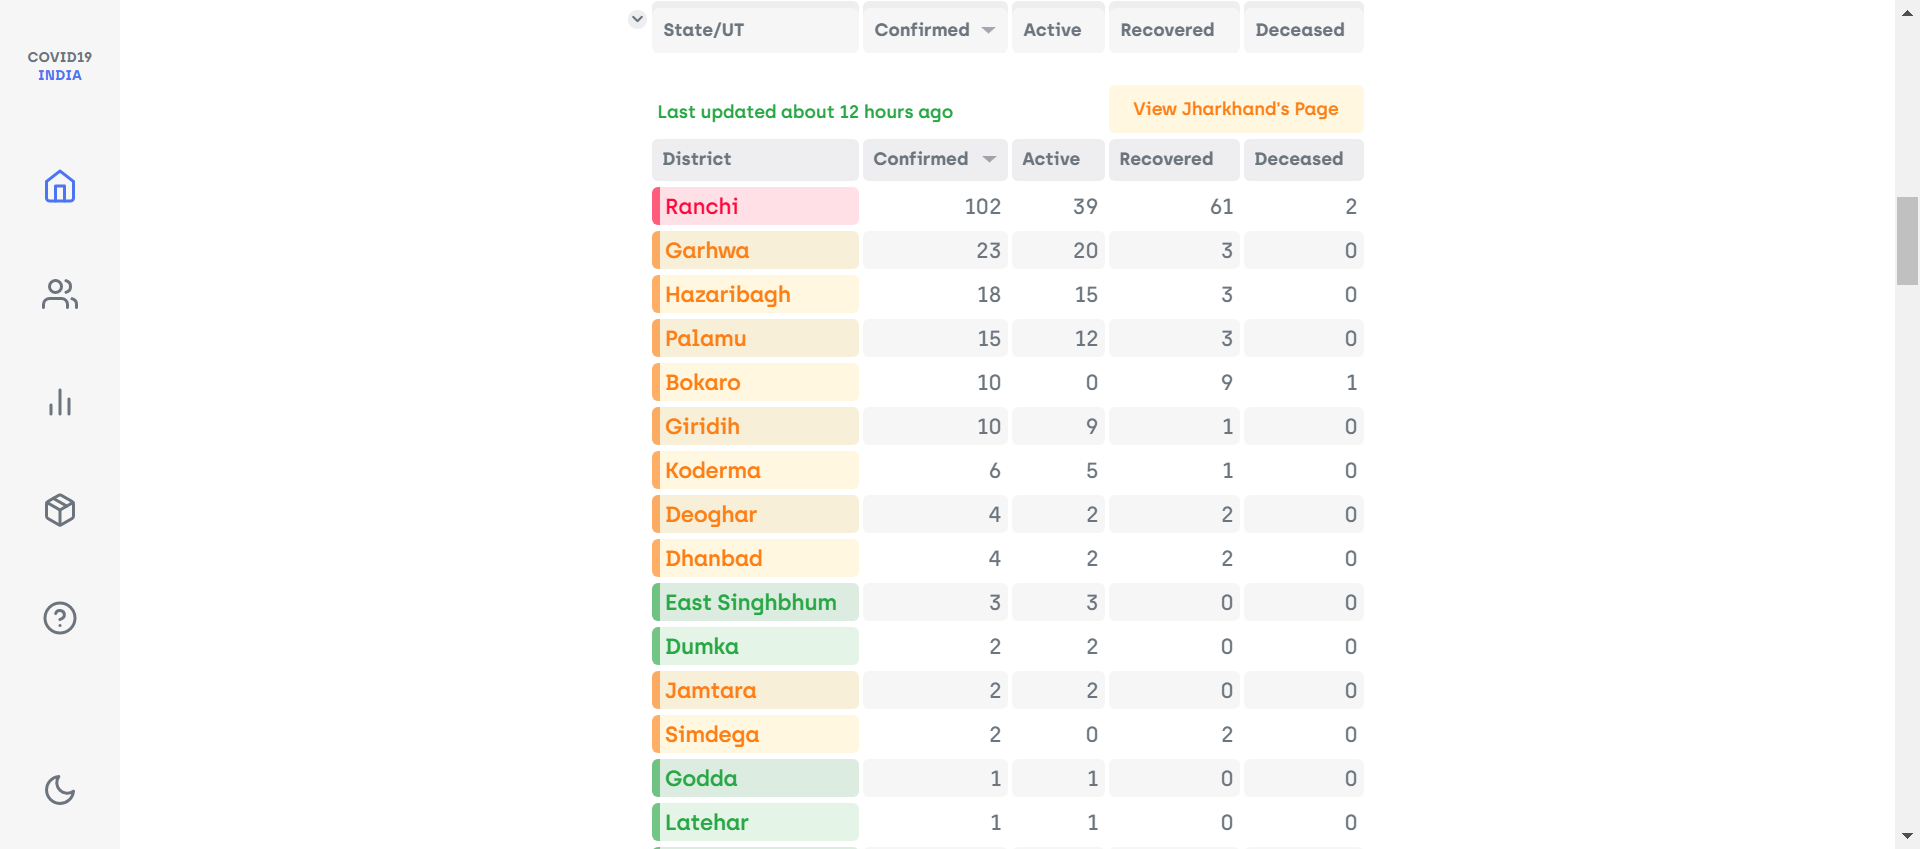 COVID19
INDIA
State/UT Confirmed Active Recovered Deceased
Last updated about 12 hours ago View Jharkhand's Page
District Confirmed Active Recovered Deceased
Ranchi 102 39 61 2
Garhwa 23 20 3 0
Hazaribagh 18 15 3 0
Palamu 15 12 3 0
Bokaro 10 0 9 1
Giridih 10 9 1 0
Koderma 6 5 1 0
Deoghar 4 2 2 0
Dhanbad 4 2 2 0
East Singhbhum 3 3 0 0
Dumka 2 2 0 0
Jamtara 2 2 0 0
Simdega 2 0 2 0
Godda 1 1 0 0
Latehar 1 1 0 0